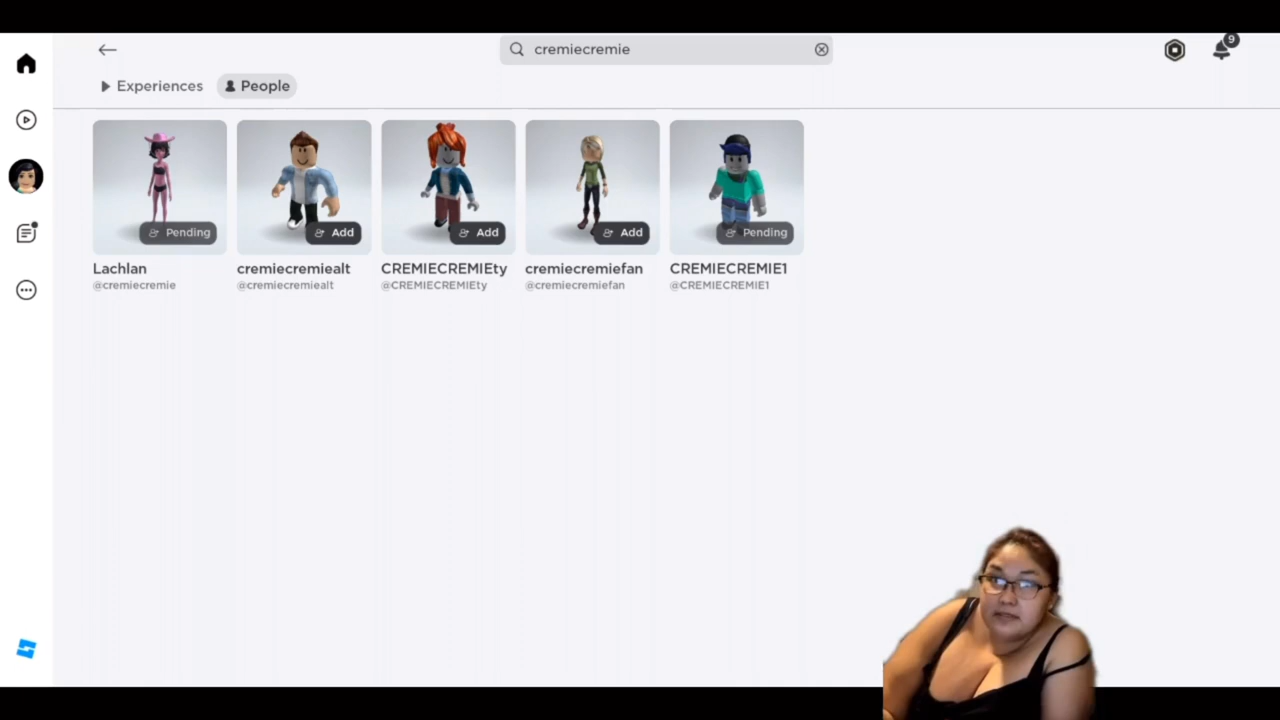 cremiecremie
9
Experiences
People
Pending
Add
Add
Add
Pending
Lachlan
cremiecremiealt
CREMIECREMIEty
cremiecremiefan
CREMIECREMIE1
@cremiecremie
@cremiecremiealt
@CREMIECREMIEty
@cremiecremiefan
@CREMIECREMIE1